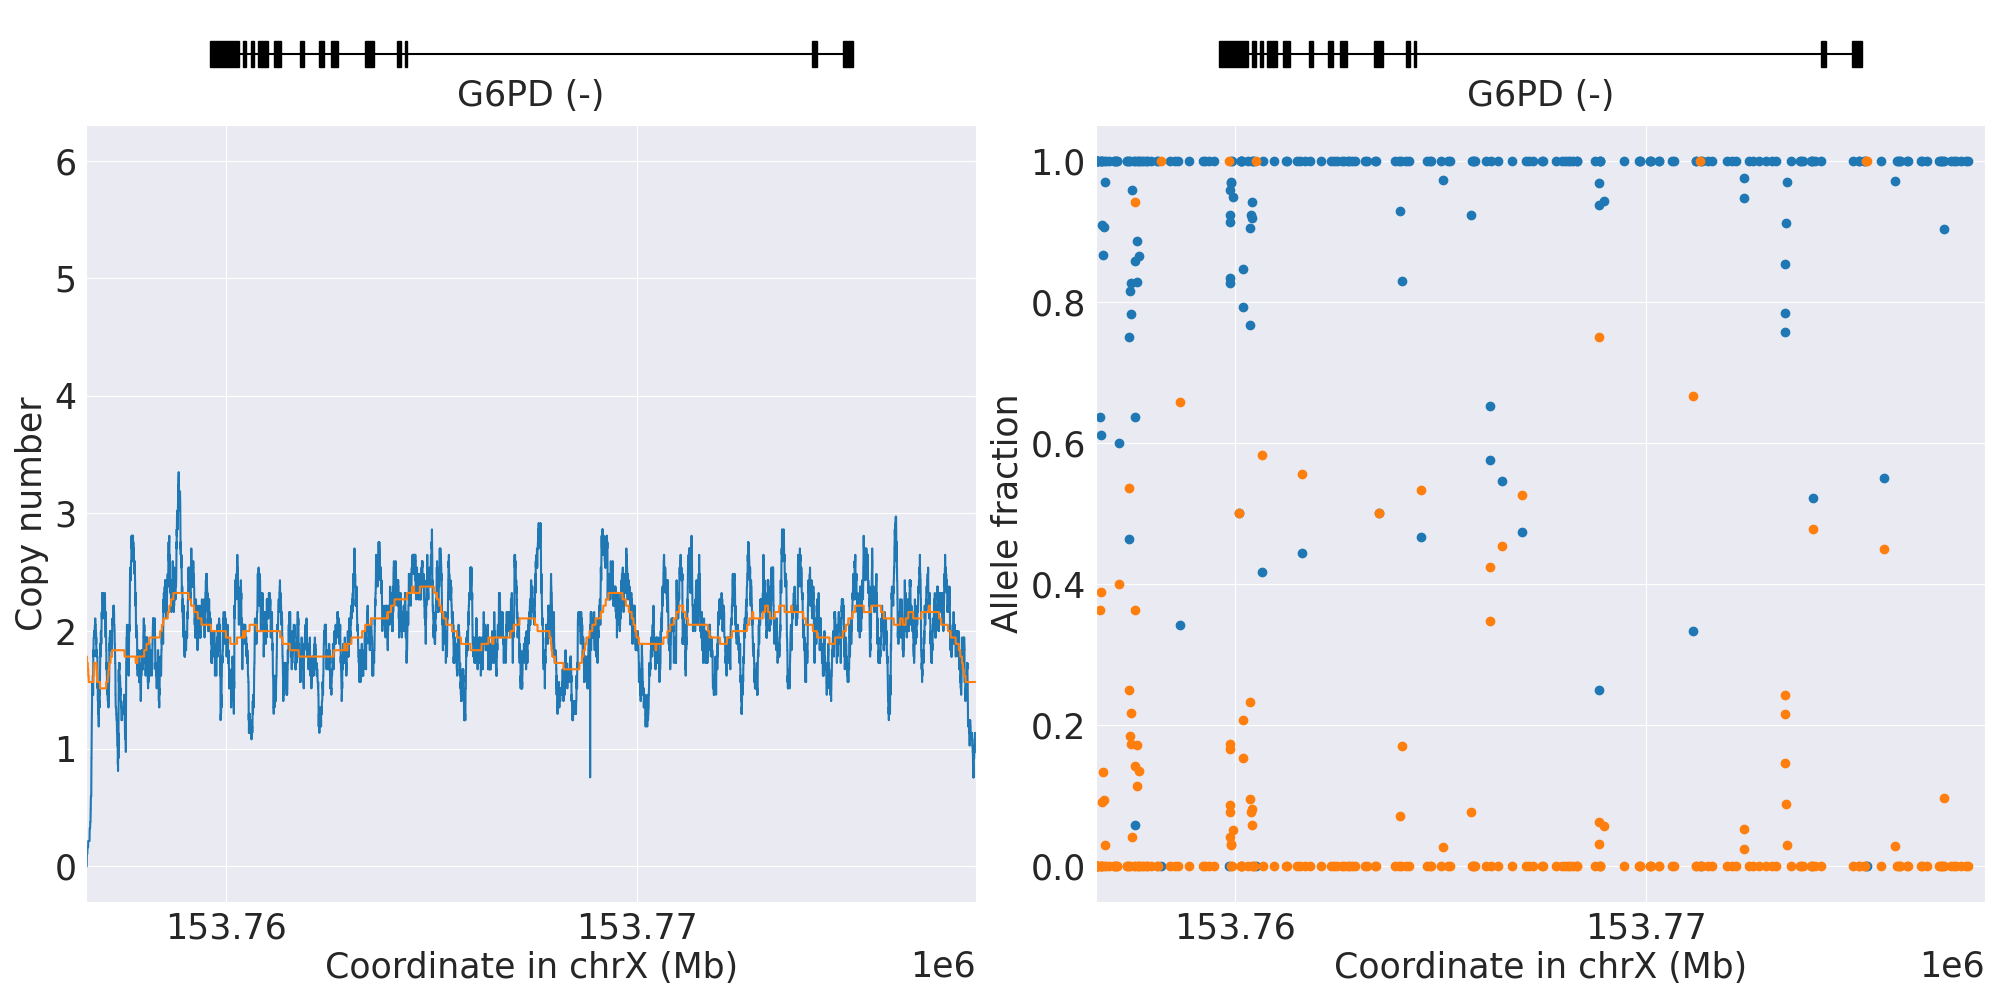 G6PD (-)
G6PD (-)
Copy number
6
5
4
3
2
1
0
153.76
153.77
Coordinate in chrX (Mb)
1e6
Allele fraction
1.0
0.8
0.6
0.4
0.2
0.0
153.76
153.77
Coordinate in chrX (Mb)
1e6